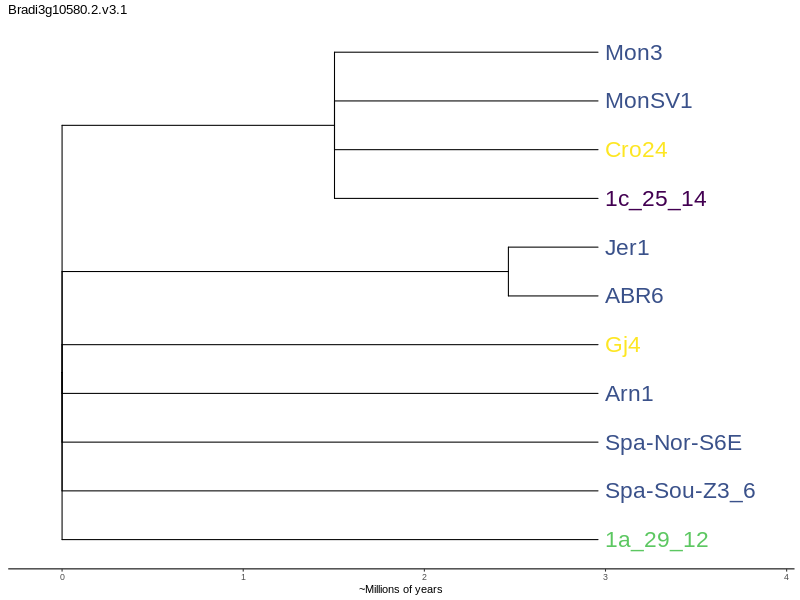 Bradi3g10580.2.v3.1
Mon3
MonSV1
Cro24
1c_25_14
Jer1
ABR6
Gj4
Arn1
Spa-Nor-S6E
Spa-Sou-Z3_6
1a_29_12
0 1 2 3 4
~Millions of years